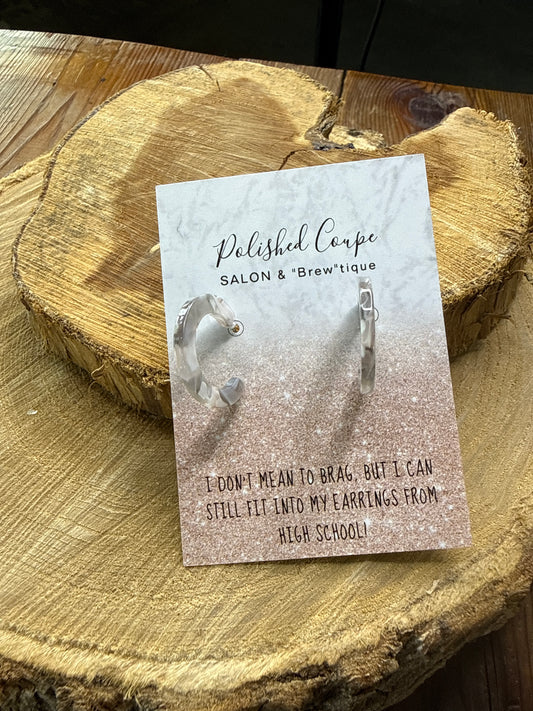 Polished Coupe
SALON & "Brew"tique
I DON'T MEAN TO BRAG, BUT I CAN
STILL FIT INTO MY EARRINGS FROM
HIGH SCHOOL!